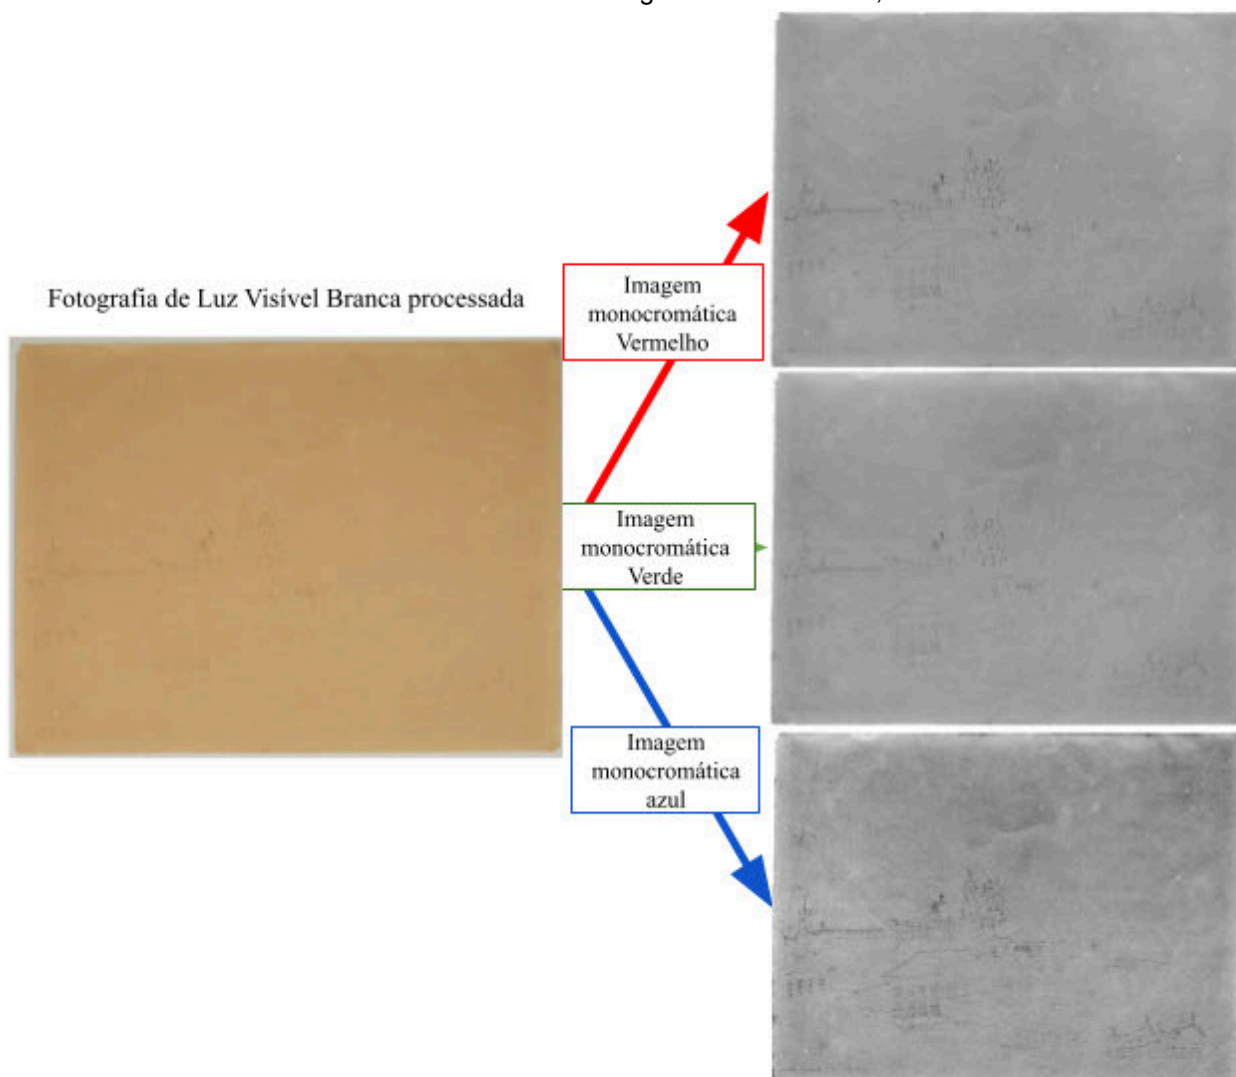 Fotografia de Luz Visível Branca processada
Imagem
monocromática
Vermelho
Imagem
monocromática
Verde
Imagem
monocromática
azul